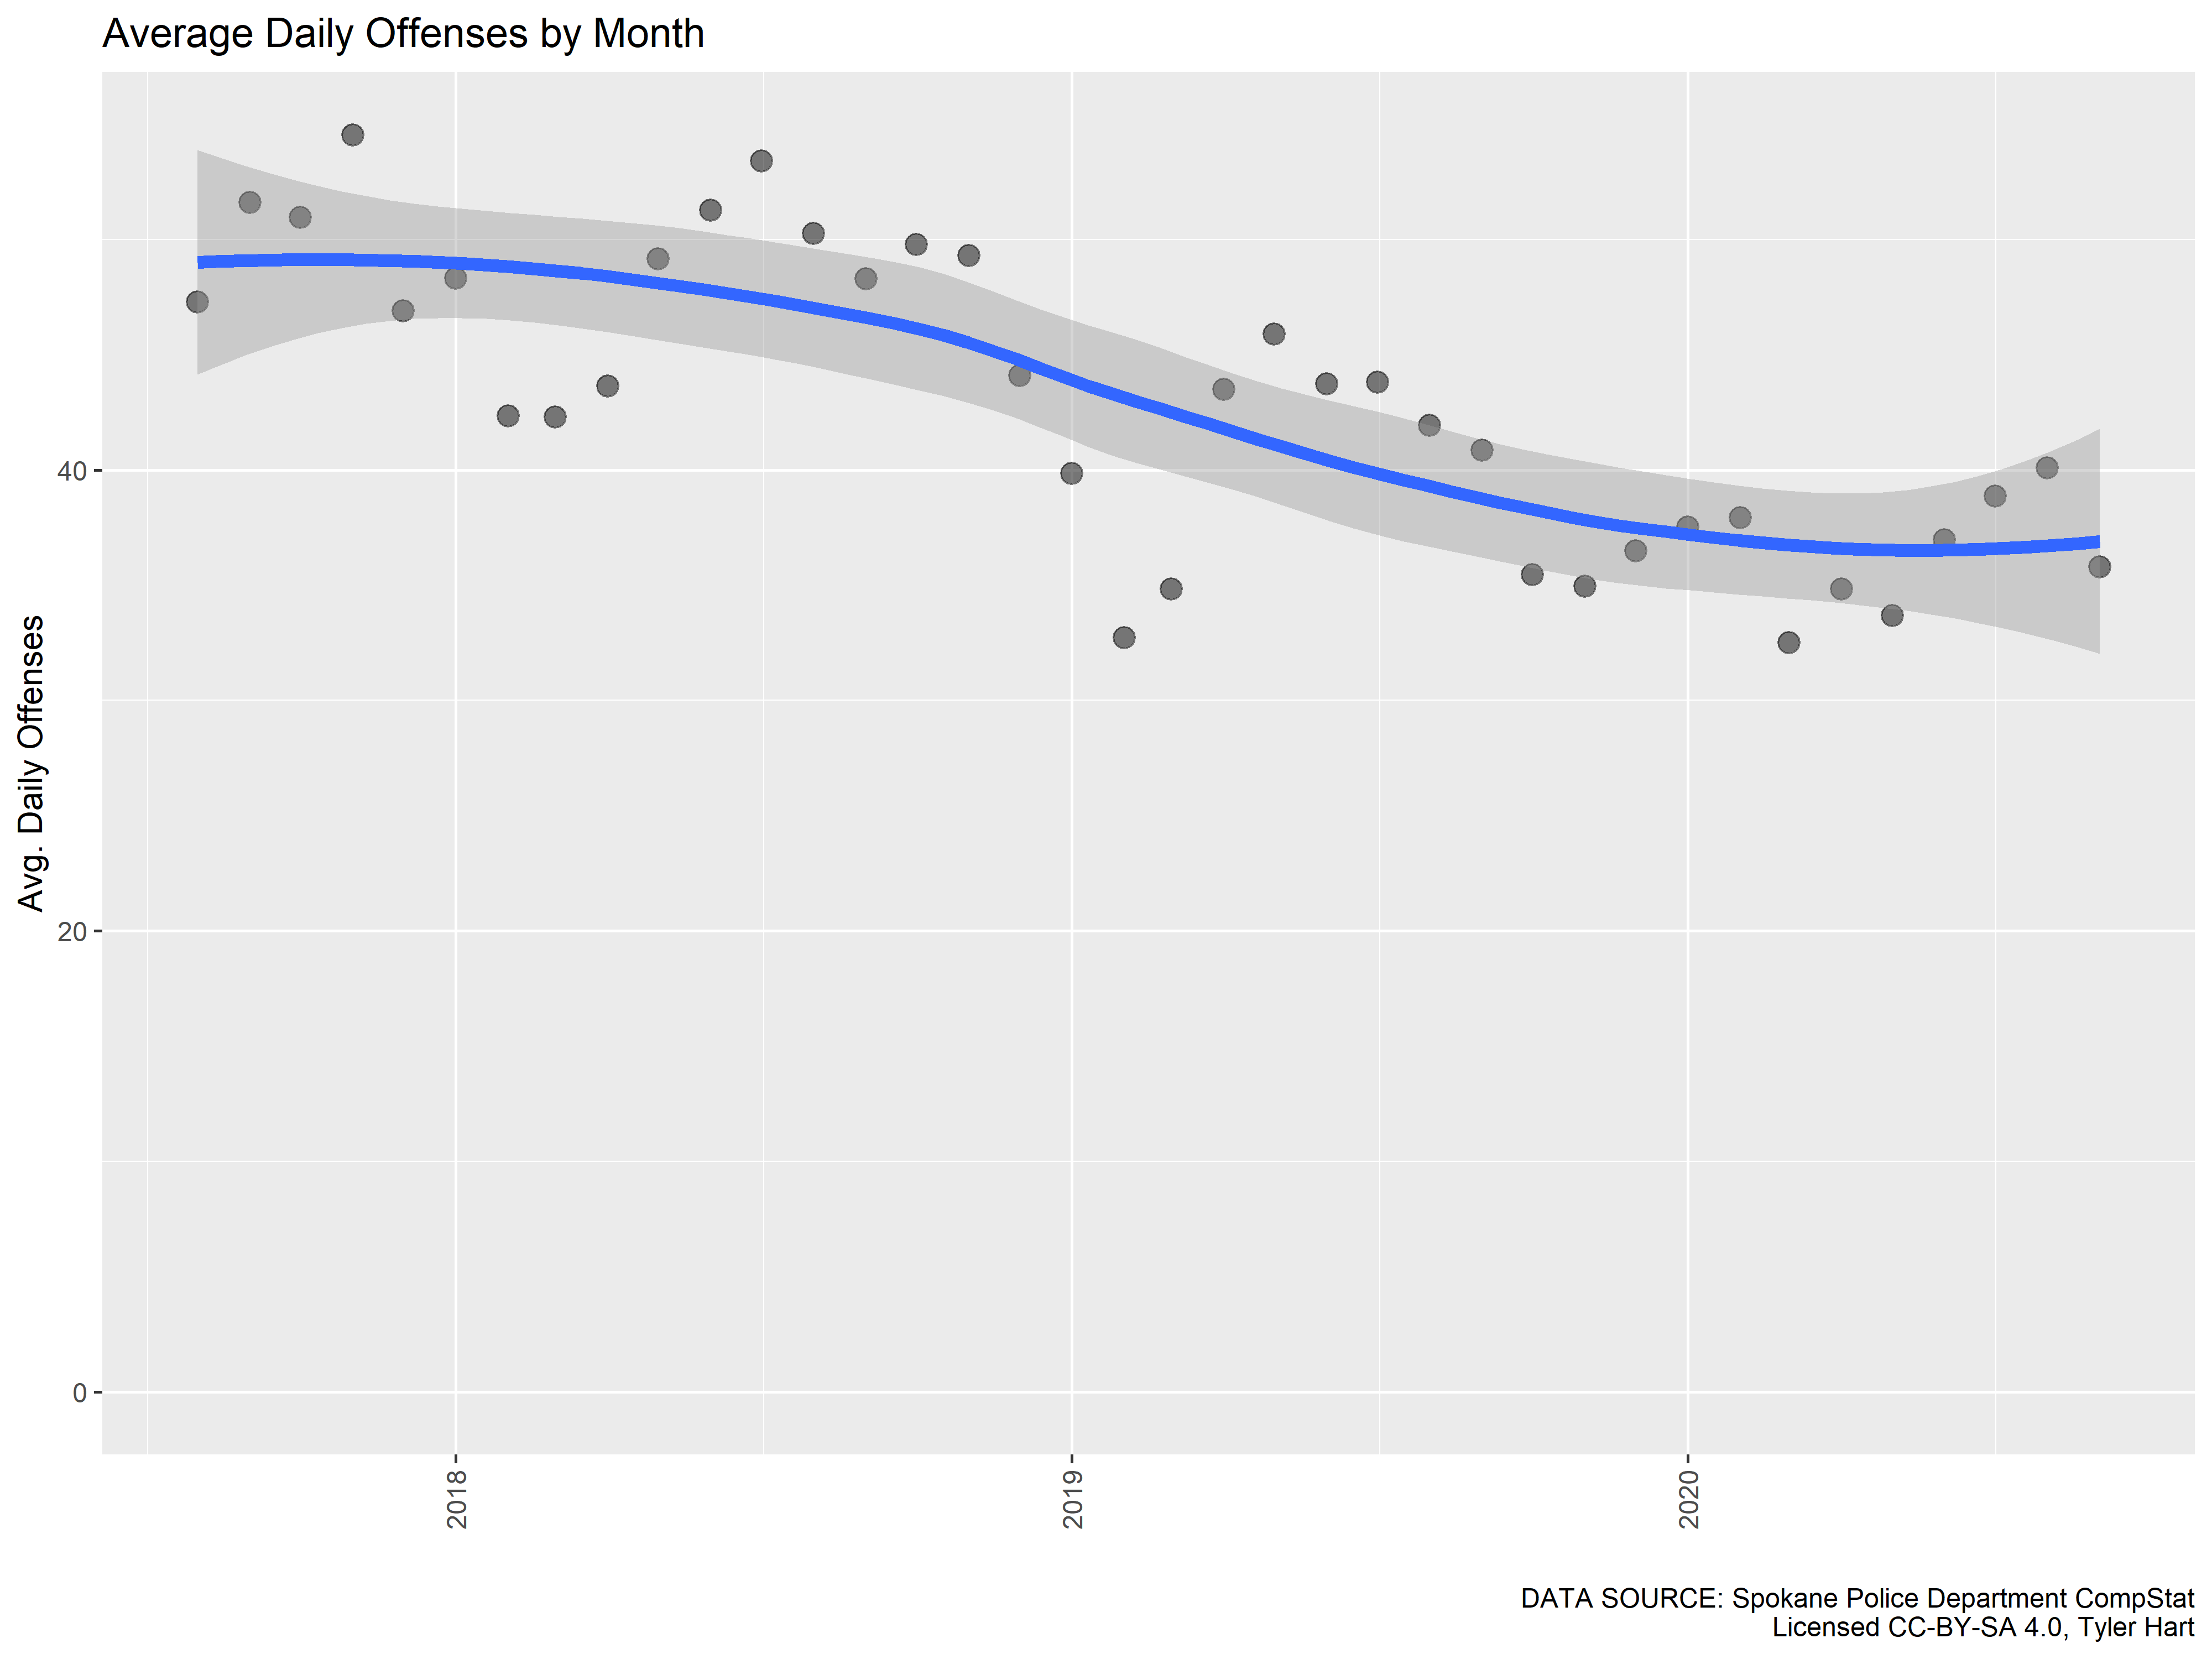 Average Daily Offenses by Month
Avg. Daily Offenses
40
20
0
2018
2019
2020
DATA SOURCE: Spokane Police Department CompStat
Licensed CC-BY-SA 4.0, Tyler Hart